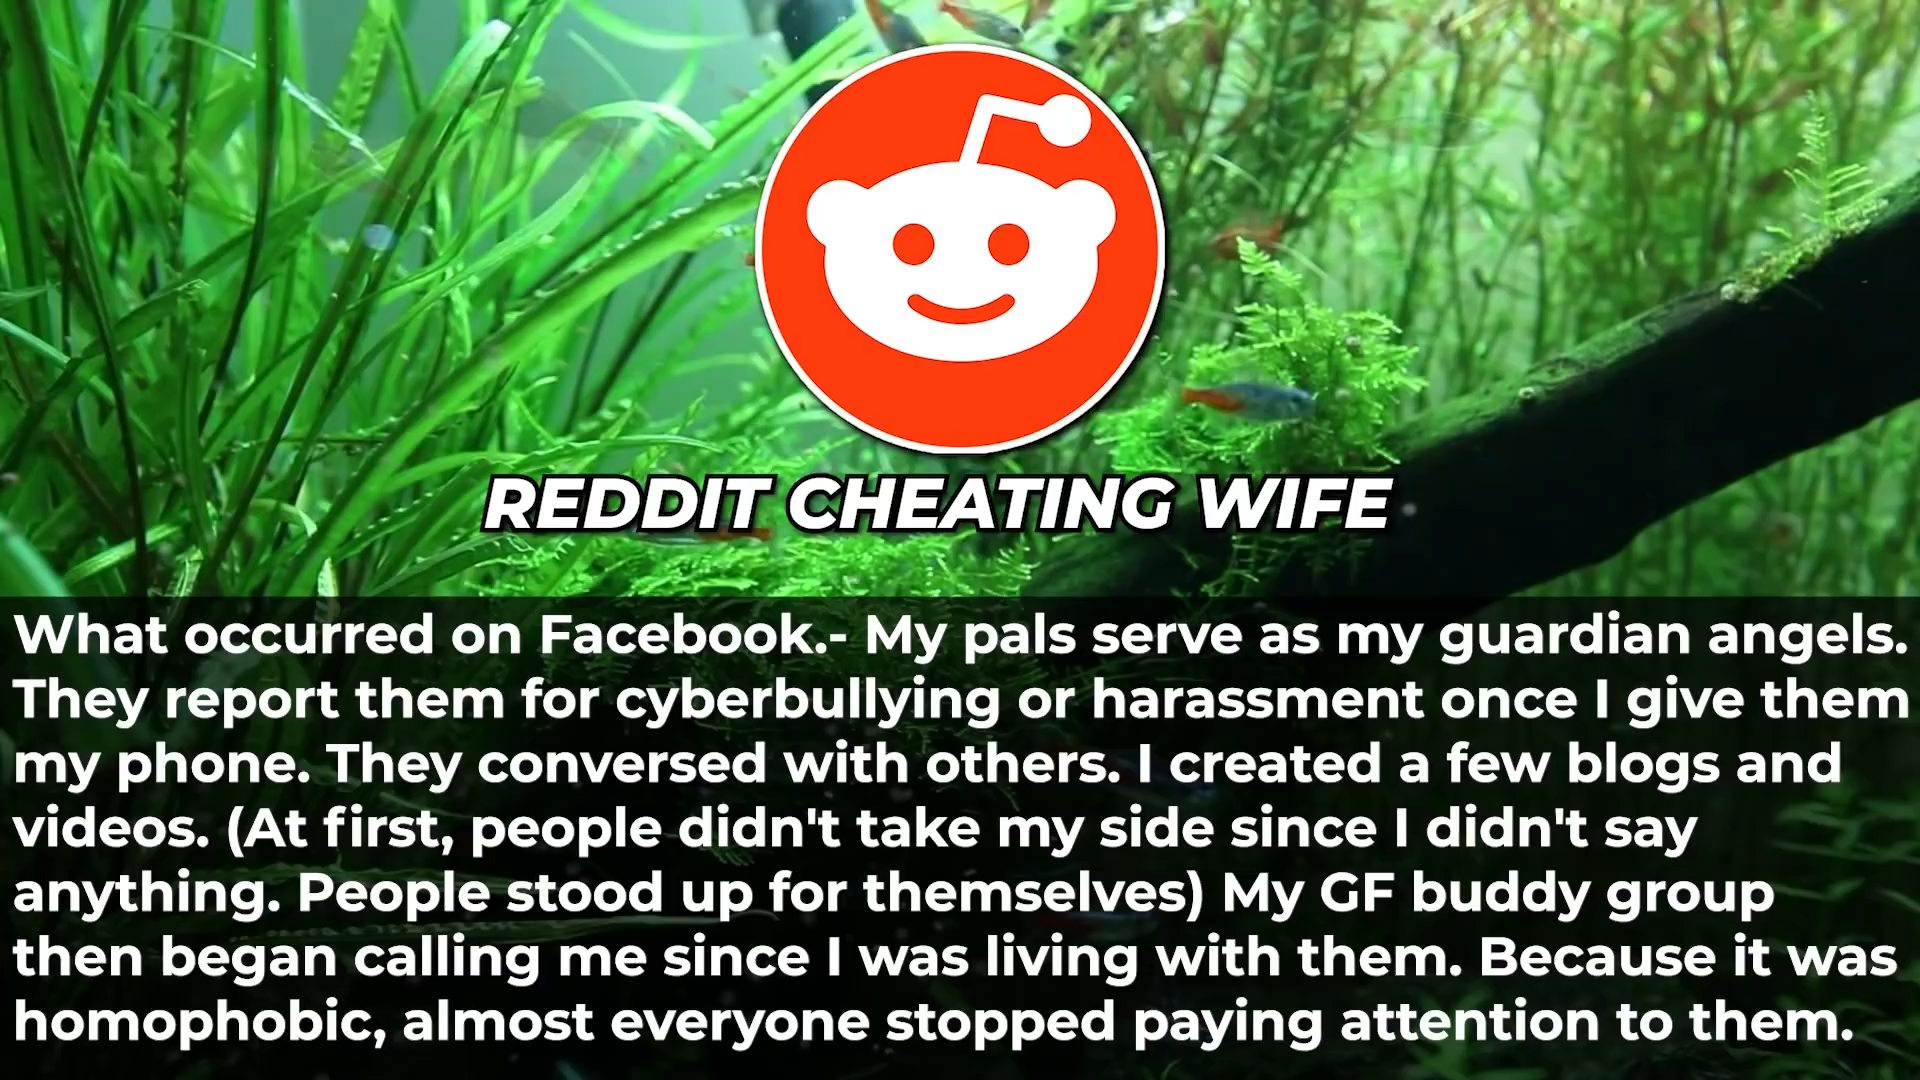 REDDIT CHEATING WIFE
What occurred on Facebook.- My pals serve as my guardian angels.
They report them for cyberbullying or harassment once I give them
my phone. They conversed with others. I created a few blogs and
videos. (At first, people didn't take my side since I didn't say
anything. People stood up for themselves) My GF buddy group
then began calling me since I was living with them. Because it was
homophobic, almost everyone stopped paying attention to them.